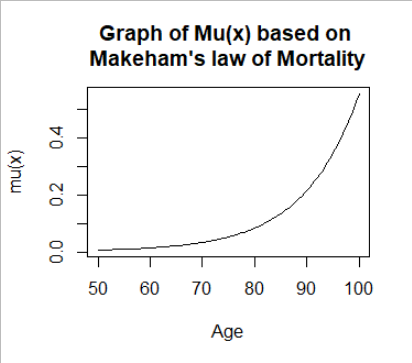 Graph of Mu(x) based on
Makeham's law of Mortality
mu(x)
0.4
0.2
0.0
50 60 70 80 90 100
Age